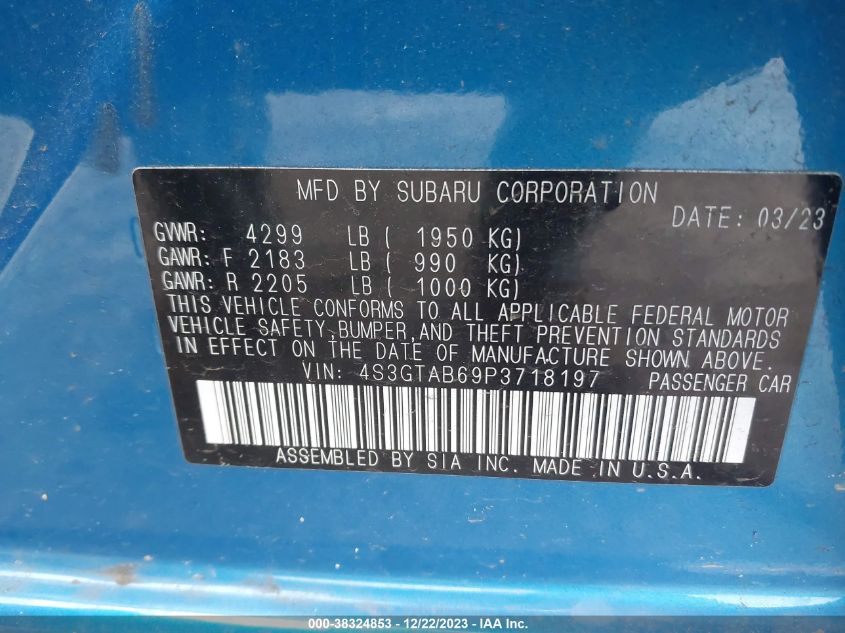 MFD BY SUBARU CORPORATION
DATE: 03/23
GVWR: 4299 LB ( 1950 KG)
GAWR: F 2183 LB ( 990 KG)
GAWR: R 2205 LB ( 1000 KG)
THIS VEHICLE CONFORMS TO ALL APPLICABLE FEDERAL MOTOR
VEHICLE SAFETY,BUMPER,AND THEFT PREVENTION STANDARDS
IN EFFECT ON THE DATE OF MANUFACTURE SHOWN ABOVE.
VIN: 4S3GTAB69P3718197 PASSENGER CAR
ASSEMBLED BY SIA INC. MADE IN U.S.A.
000-38324853 - 12/22/2023 - IAA Inc.